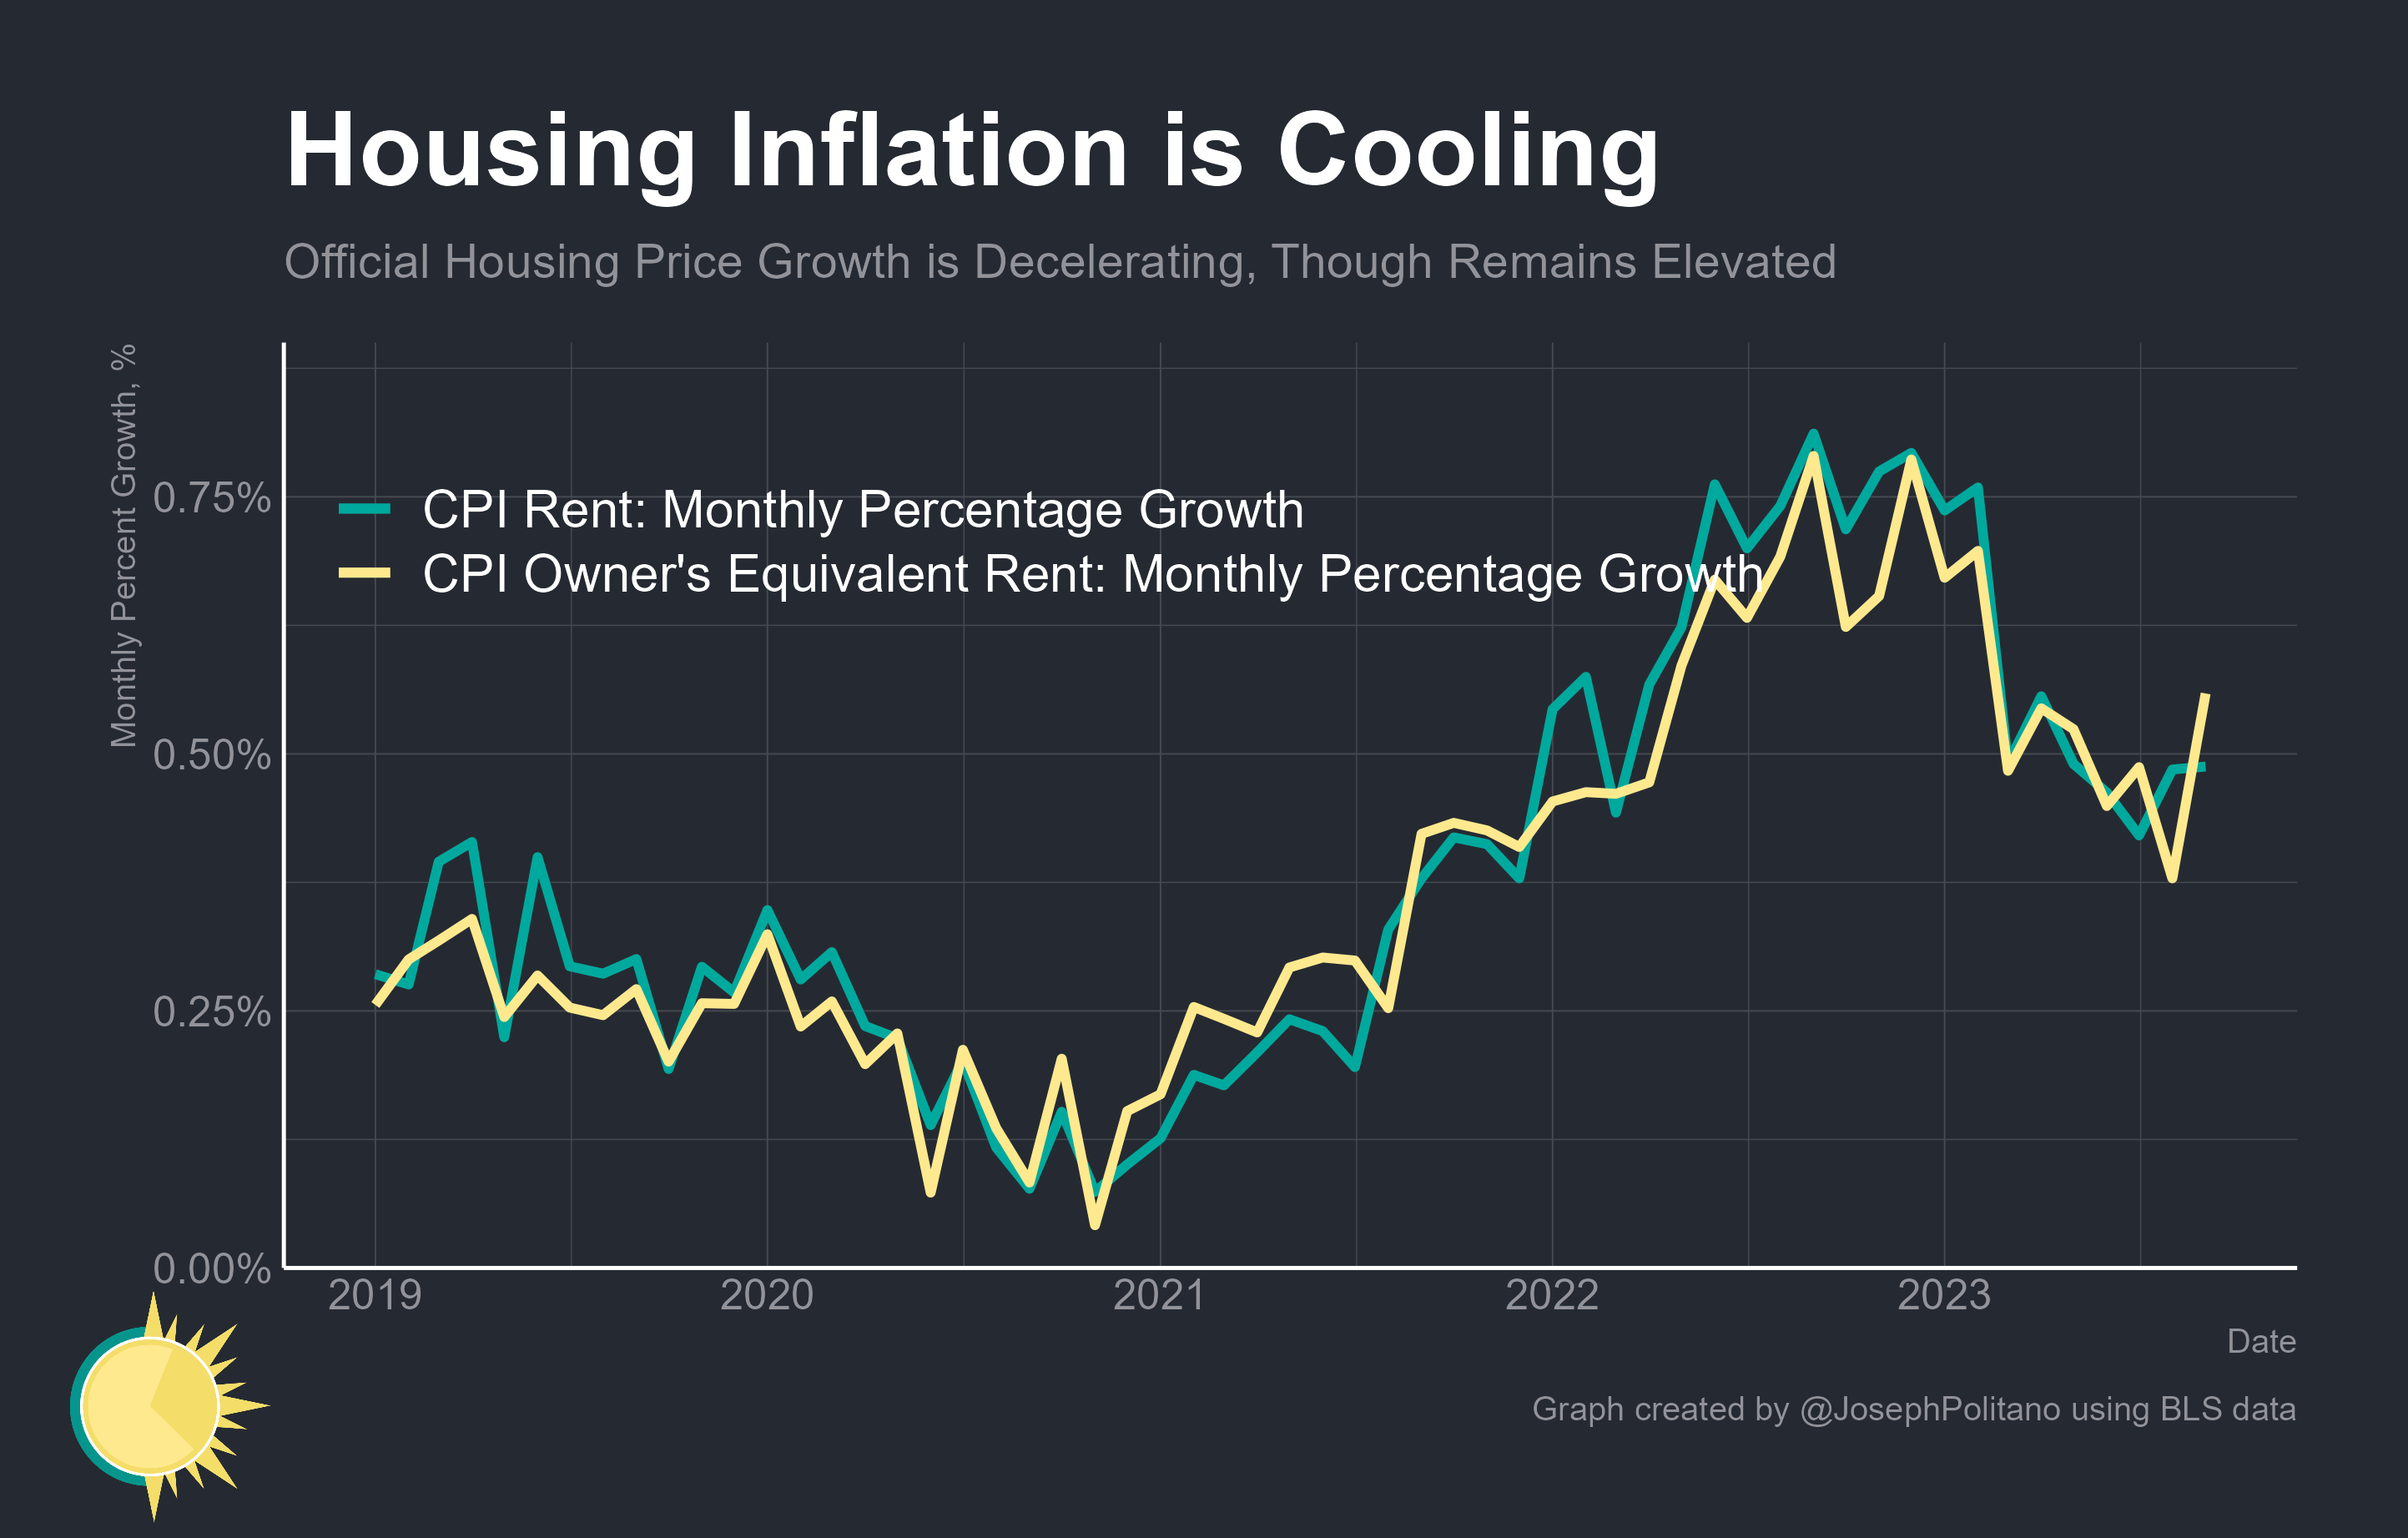 Housing Inflation is Cooling
Official Housing Price Growth is Decelerating, Though Remains Elevated
Monthly Percent Growth, %
0.75%
0.50%
0.25%
0.00%
CPI Rent: Monthly Percentage Growth
CPI Owner's Equivalent Rent: Monthly Percentage Growth
2019 2020 2021 2022 2023
Date
Graph created by @JosephPolitano using BLS data